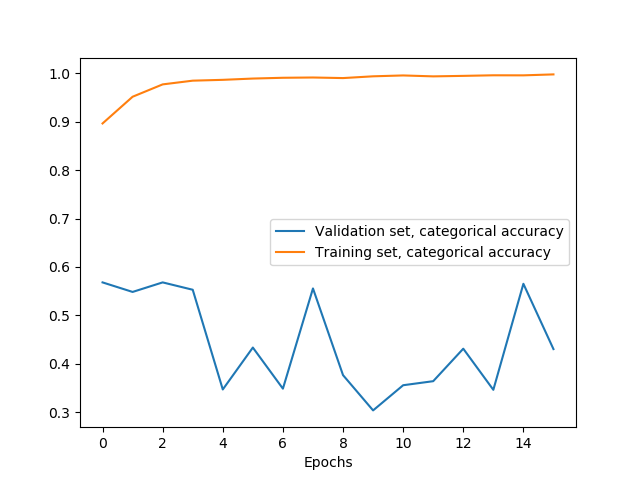 1.0
0.9
0.8
0.7
0.6
0.5
0.4
0.3
Validation set, categorical accuracy
Training set, categorical accuracy
0 2 4 6 8 10 12 14
Epochs